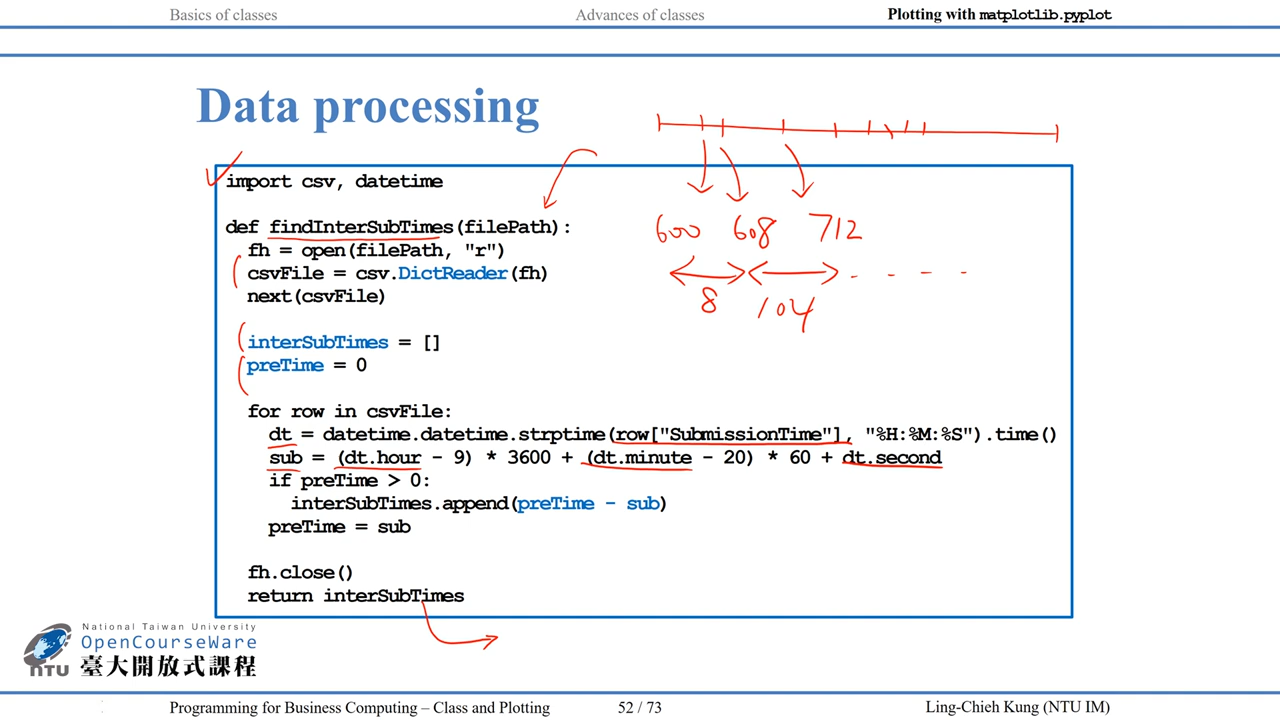 Basics of classes
Advances of classes
Plotting with matplotlib.pyplot
Data processing
import csv, datetime
def findInterSubTimes(filePath):
fh = open(filePath, "r")
csvFile = csv.DictReader(fh)
next(csvFile)
interSubTimes = []
preTime = 0
for row in csvFile:
dt = datetime.datetime.strptime(row["SubmissionTime"], "%H:%M:%S").time()
sub = (dt.hour - 9) * 3600 + (dt.minute - 20) * 60 + dt.second
if preTime > 0:
interSubTimes.append(preTime - sub)
preTime = sub
fh.close()
return interSubTimes
600 608 712
8 104
National Taiwan University
OpenCourseWare
臺大開放式課程
NTU
Programming for Business Computing – Class and Plotting
52 / 73
Ling-Chieh Kung (NTU IM)